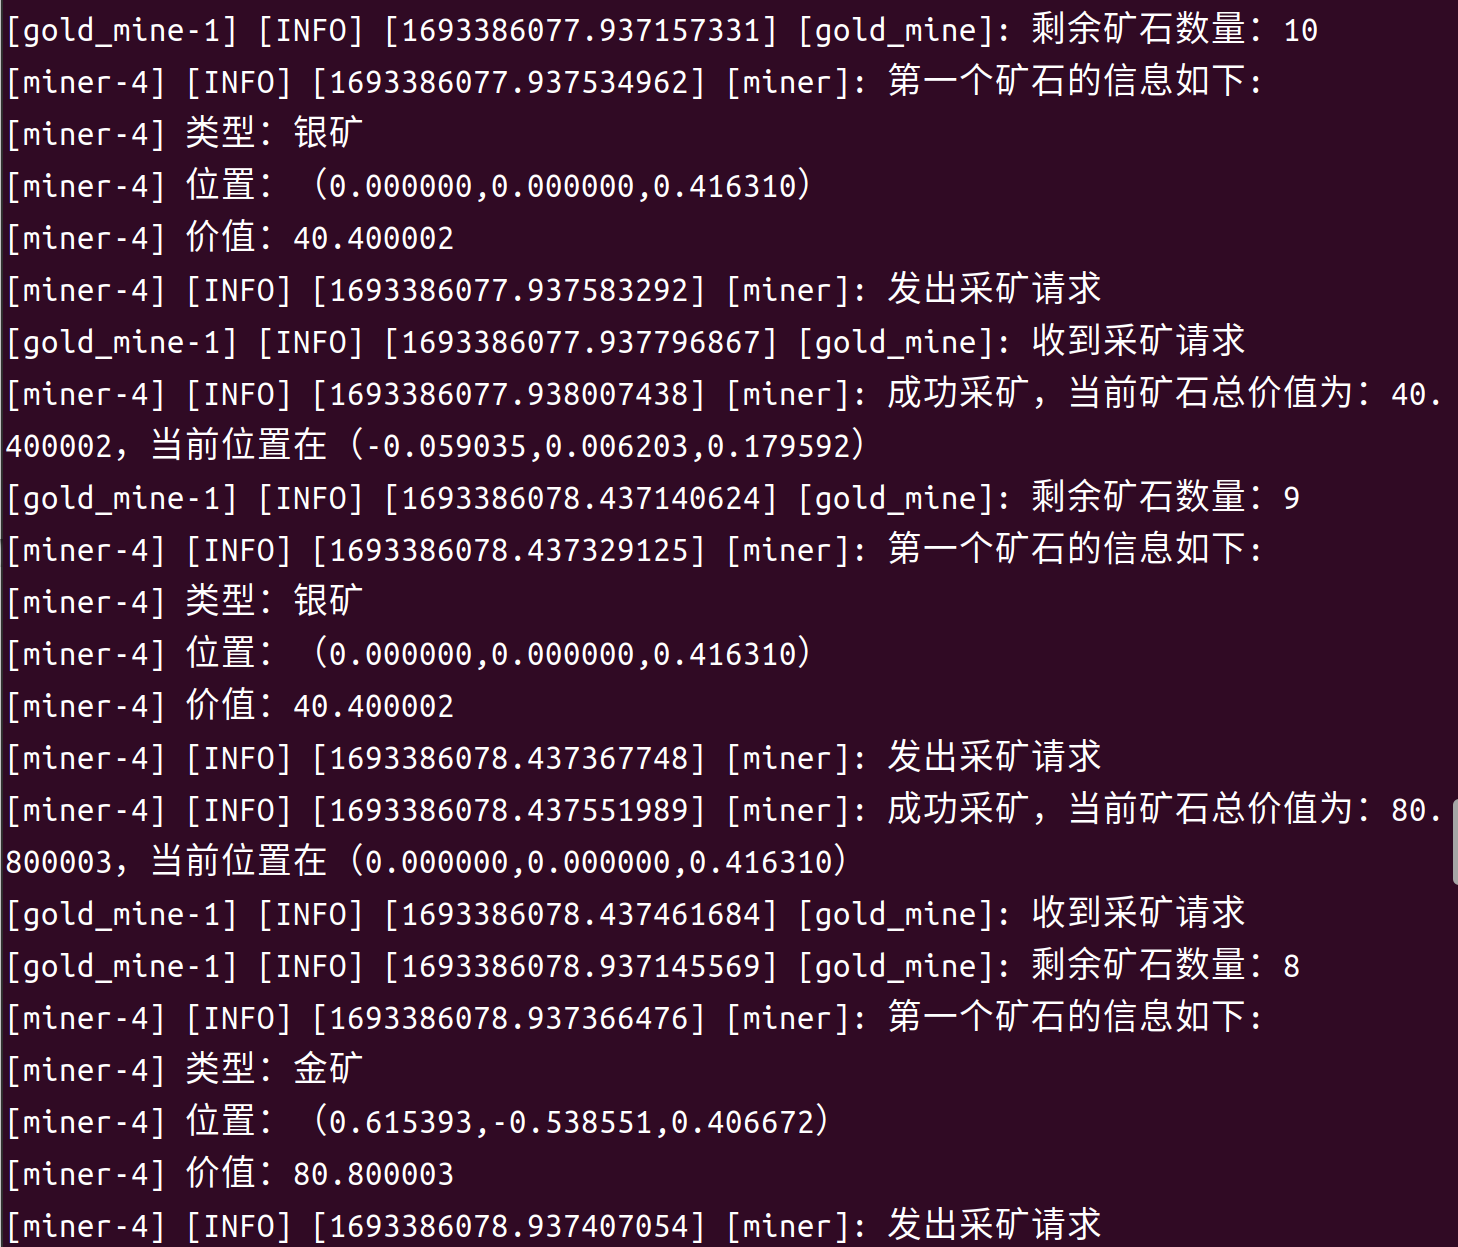 [gold_mine-1] [INFO] [1693386077.937157331] [gold_mine]: 剩余矿石数量：10
[miner-4] [INFO] [1693386077.937534962] [miner]: 第一个矿石的信息如下:
[miner-4] 类型：银矿
[miner-4] 位置：（0.000000,0.000000,0.416310）
[miner-4] 价值：40.400002
[miner-4] [INFO] [1693386077.937583292] [miner]: 发出采矿请求
[gold_mine-1] [INFO] [1693386077.937796867] [gold_mine]: 收到采矿请求
[miner-4] [INFO] [1693386077.938007438] [miner]: 成功采矿，当前矿石总价值为：40.
400002，当前位置在（-0.059035,0.006203,0.179592）
[gold_mine-1] [INFO] [1693386078.437140624] [gold_mine]: 剩余矿石数量：9
[miner-4] [INFO] [1693386078.437329125] [miner]: 第一个矿石的信息如下:
[miner-4] 类型：银矿
[miner-4] 位置：（0.000000,0.000000,0.416310）
[miner-4] 价值：40.400002
[miner-4] [INFO] [1693386078.437367748] [miner]: 发出采矿请求
[miner-4] [INFO] [1693386078.437551989] [miner]: 成功采矿，当前矿石总价值为：80.
800003，当前位置在（0.000000,0.000000,0.416310）
[gold_mine-1] [INFO] [1693386078.437461684] [gold_mine]: 收到采矿请求
[gold_mine-1] [INFO] [1693386078.937145569] [gold_mine]: 剩余矿石数量：8
[miner-4] [INFO] [1693386078.937366476] [miner]: 第一个矿石的信息如下:
[miner-4] 类型：金矿
[miner-4] 位置：（0.615393,-0.538551,0.406672）
[miner-4] 价值：80.800003
[miner-4] [INFO] [1693386078.937407054] [miner]: 发出采矿请求